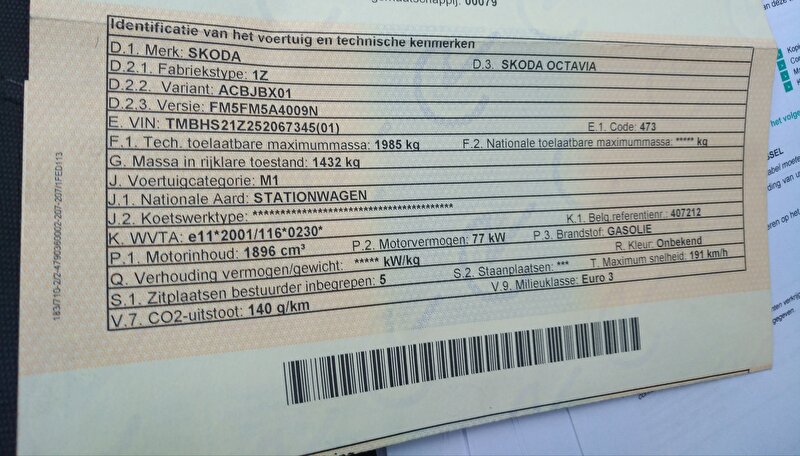 00079
Identificatie van het voertuig en technische kenmerken
D.1. Merk: SKODA D.3. SKODA OCTAVIA
D.2.1. Fabriekstype: 1Z
D.2.2. Variant: ACBJBX01
D.2.3. Versie: FM5FM5A4009N
E. VIN: TMBHS21Z252067345(01) E.1. Code: 473
F.1. Tech. toelaatbare maximummassa: 1985 kg F.2. Nationale toelaatbare maximummassa: ***** kg
G. Massa in rijklare toestand: 1432 kg
J. Voertuigcategorie: M1
J.1. Nationale Aard: STATIONWAGEN
J.2. Koetswerktype: ************************************
K. WVTA: e11*2001/116*0230* K.1. Belg.referentienr.: 407212
P.1. Motorinhoud: 1896 cm³ P.2. Motorvermogen: 77 kW P.3. Brandstof: GASOLIE
Q. Verhouding vermogen/gewicht: ***** kW/kg R. Kleur: Onbekend
S.1. Zitplaatsen bestuurder inbegrepen: 5 S.2. Staanplaatsen: *** T. Maximum snelheid: 191 km/h
V.7. CO2-uitstoot: 140 g/km V.9. Milieuklasse: Euro 3